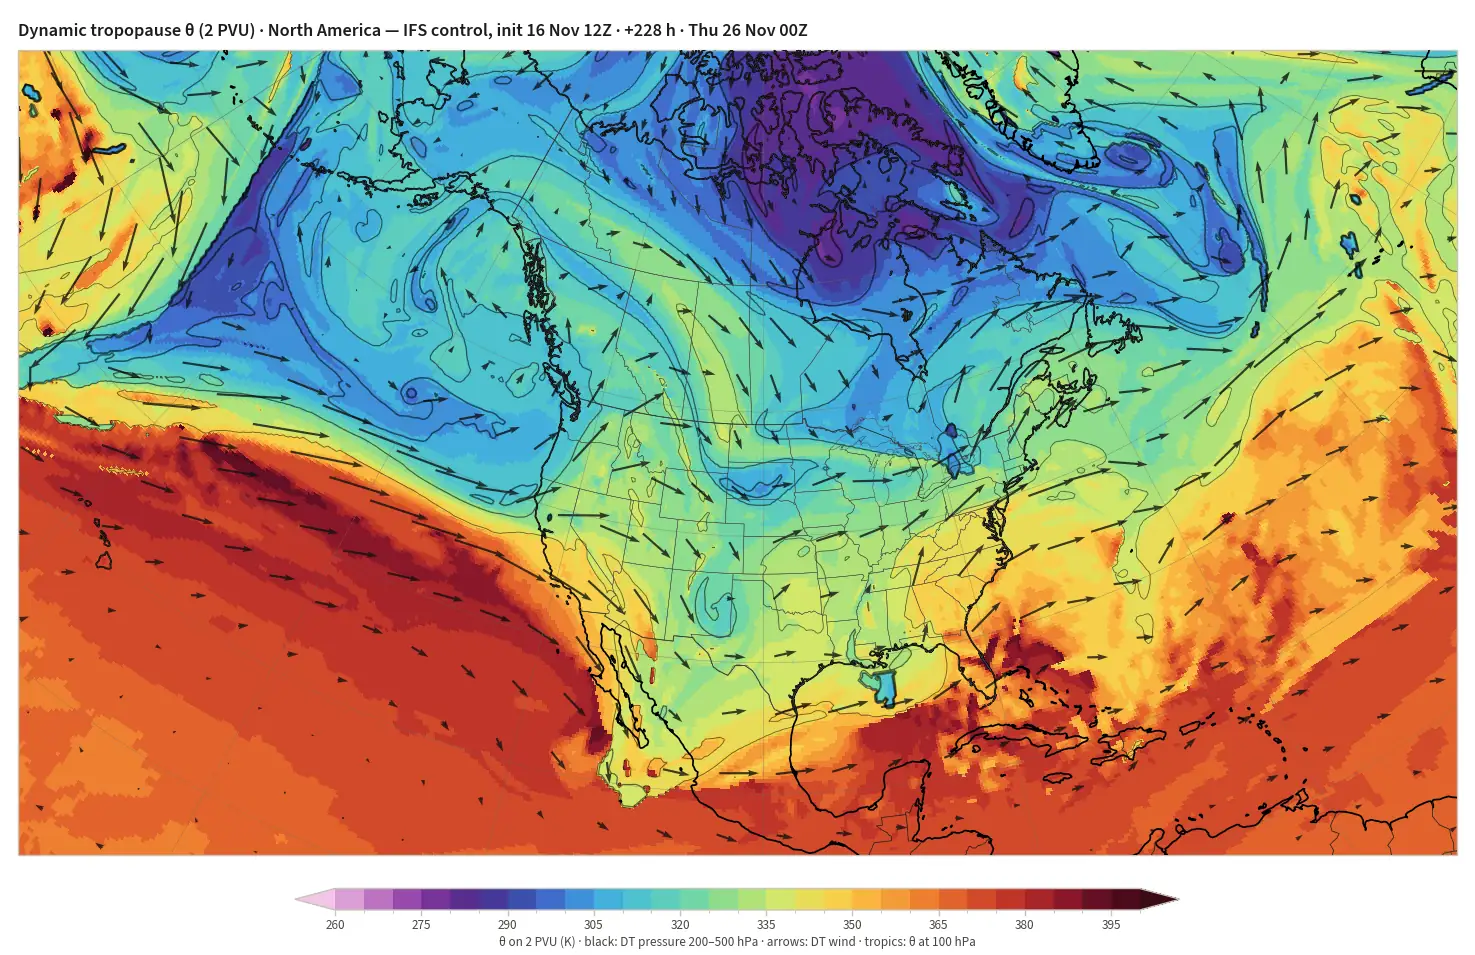 Dynamic tropopause θ (2 PVU) · North America — IFS control, init 16 Nov 12Z · +228 h · Thu 26 Nov 00Z
260 275 290 305 320 335 350 365 380 395
θ on 2 PVU (K) · black: DT pressure 200–500 hPa · arrows: DT wind · tropics: θ at 100 hPa